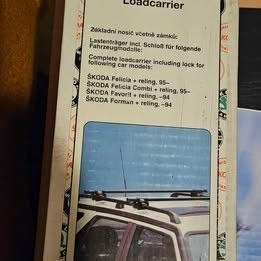 Loadcarrier
Základní nosič včetně zámků:
Lastenträger incl. Schloß für folgende
Fahrzeugmodelle:
Complete loadcarrier including lock for
following car models:
ŠKODA Felicia + reling, 95–
ŠKODA Felicia Combi + reling, 95–
ŠKODA Favorit + reling, –94
ŠKODA Forman + reling, –94